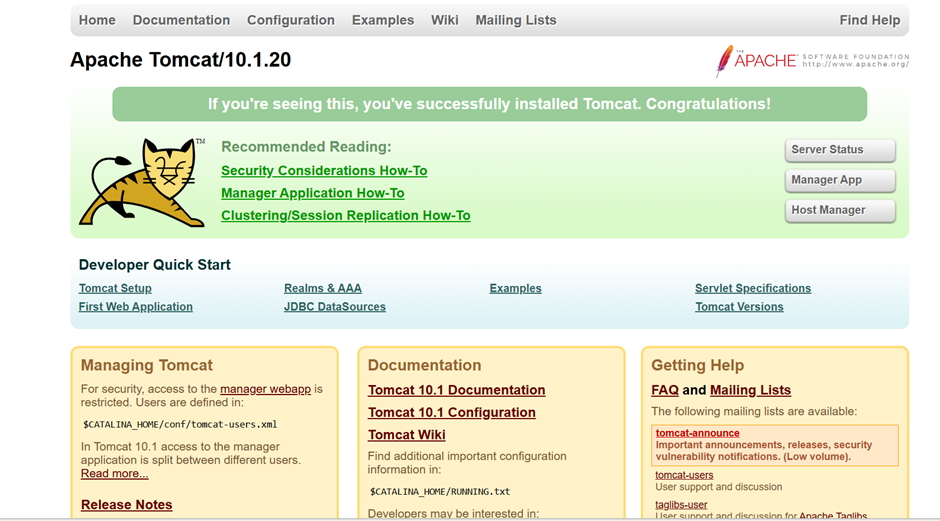 Home Documentation Configuration Examples Wiki Mailing Lists Find Help
Apache Tomcat/10.1.20
THE
APACHE SOFTWARE FOUNDATION
http://www.apache.org/
If you're seeing this, you've successfully installed Tomcat. Congratulations!
TM
Recommended Reading:
Security Considerations How-To
Manager Application How-To
Clustering/Session Replication How-To
Server Status
Manager App
Host Manager
Developer Quick Start
Tomcat Setup
First Web Application
Realms & AAA
JDBC DataSources
Examples
Servlet Specifications
Tomcat Versions
Managing Tomcat
For security, access to the manager webapp is
restricted. Users are defined in:
$CATALINA_HOME/conf/tomcat-users.xml
In Tomcat 10.1 access to the manager
application is split between different users.
Read more...
Release Notes
Documentation
Tomcat 10.1 Documentation
Tomcat 10.1 Configuration
Tomcat Wiki
Find additional important configuration
information in:
$CATALINA_HOME/RUNNING.txt
Developers may be interested in:
Getting Help
FAQ and Mailing Lists
The following mailing lists are available:
tomcat-announce
Important announcements, releases, security
vulnerability notifications. (Low volume).
tomcat-users
User support and discussion
taglibs-user
User support and discussion for Apache Taglibs